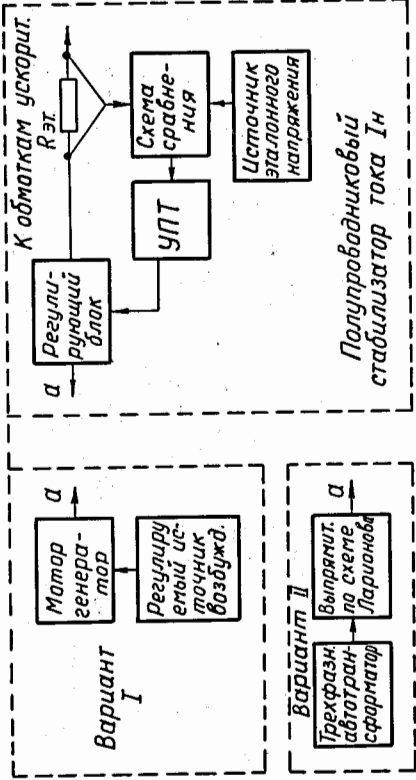 Вариант
I
Мотор
генера-
тор
a
Регулиру
емый ис-
точник
возбужд.
Вариант II
Трехфазн.
автотран-
сформатор
Выпрямит.
по схеме
Ларионова
a
a
Регули-
рующий
блок
К обмоткам ускорит.
Rэт.
УПТ
Схема
сравне-
ния
Источник
эталонного
напряжения
Полупроводниковый
стабилизатор тока Iн